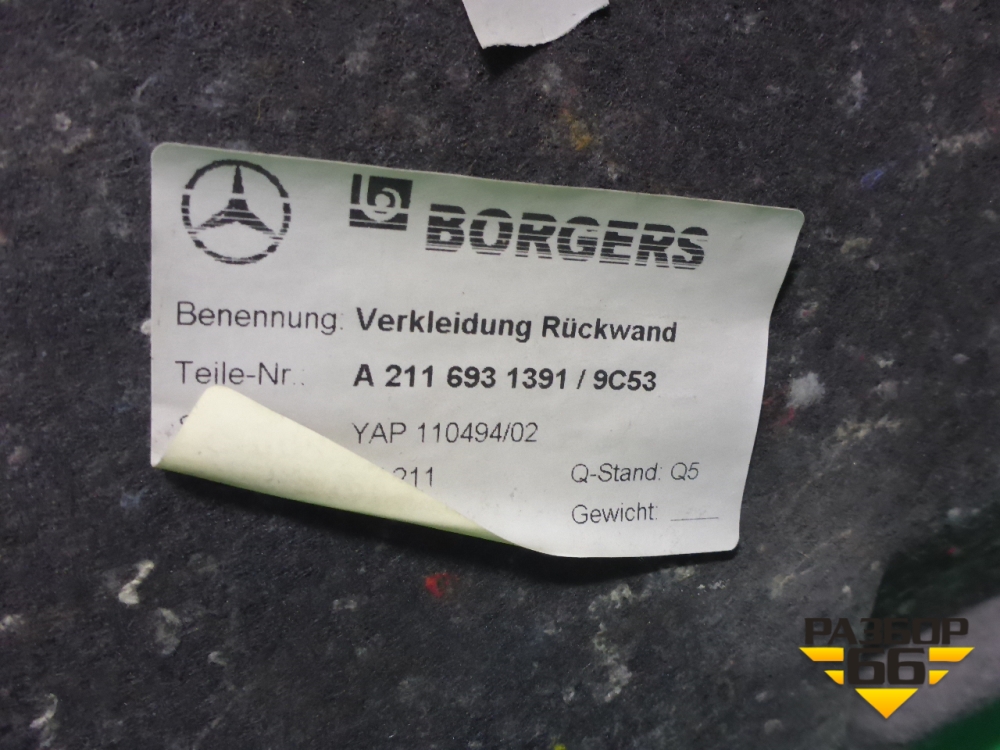 BORGERS
Benennung: Verkleidung Rückwand
Teile-Nr.: A 211 693 1391 / 9C53
YAP 110494/02
211 Q-Stand: Q5
Gewicht: ____
РАЗБОР
66